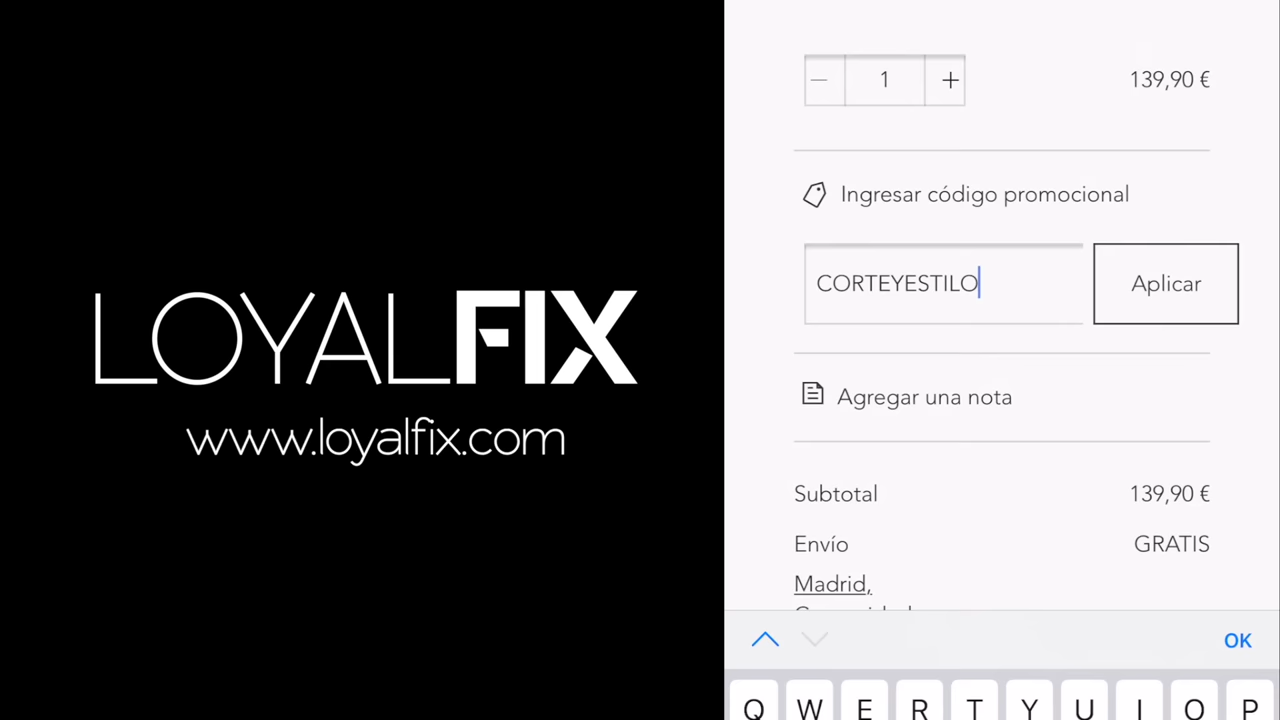 LOYALFIX
www.loyalfix.com
1
139,90 €
Ingresar código promocional
CORTEYESTILO
Aplicar
Agregar una nota
Subtotal 139,90 €
Envío GRATIS
Madrid,
OK
Q W E R T Y U I O P